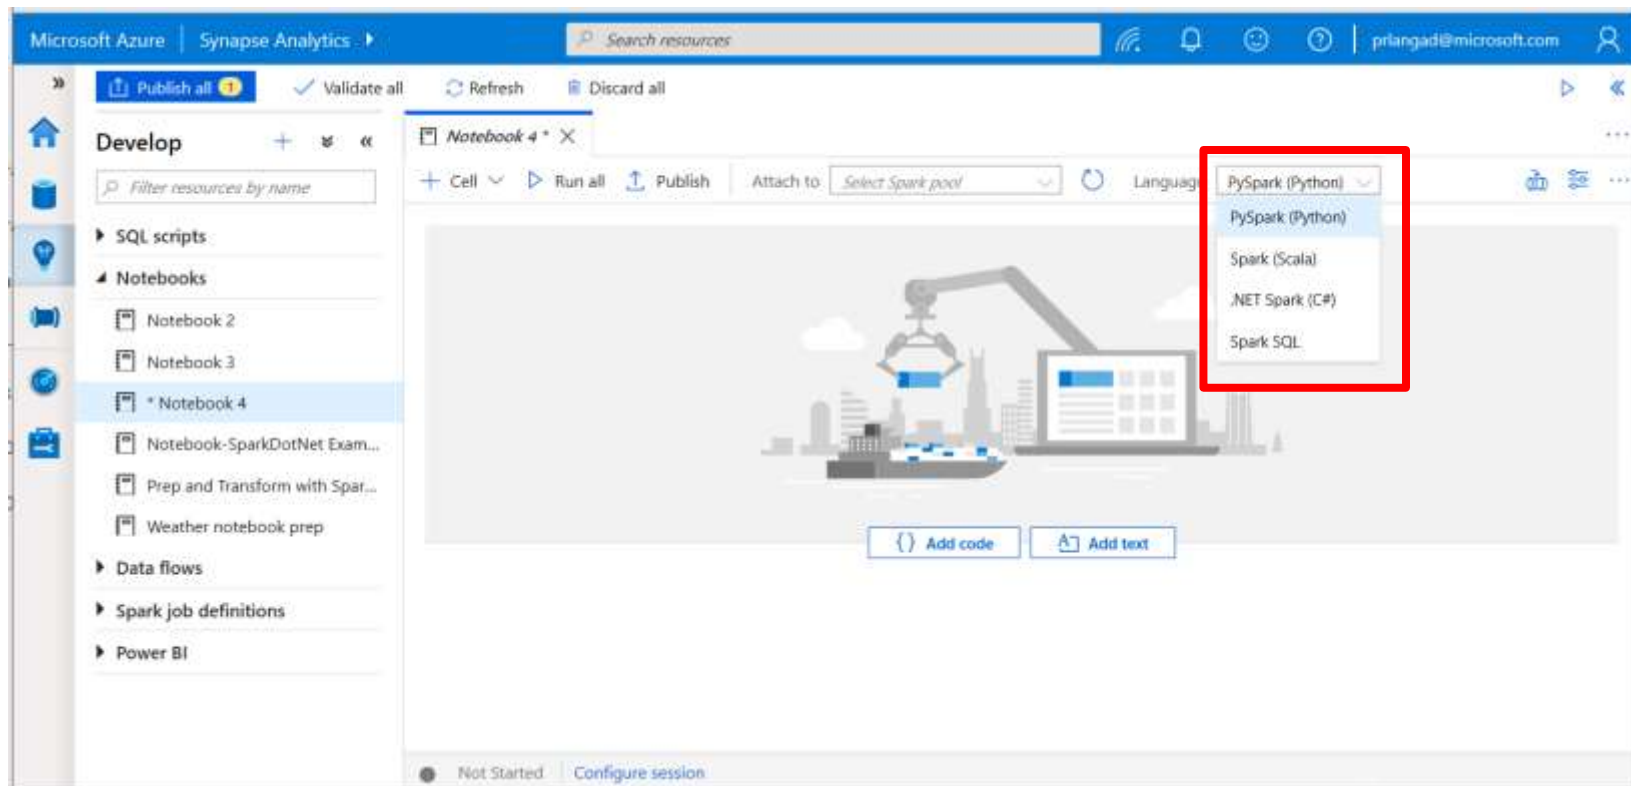 Microsoft Azure | Synapse Analytics
Search resources
prlangad@microsoft.com
Publish all 1
Validate all
Refresh
Discard all
Develop
Filter resources by name
SQL scripts
Notebooks
Notebook 2
Notebook 3
* Notebook 4
Notebook-SparkDotNet Exam...
Prep and Transform with Spar...
Weather notebook prep
Data flows
Spark job definitions
Power BI
Notebook 4 *
+ Cell
Run all
Publish
Attach to
Select Spark pool
Languag
PySpark (Python)
PySpark (Python)
Spark (Scala)
.NET Spark (C#)
Spark SQL
{} Add code
Add text
Not Started
Configure session